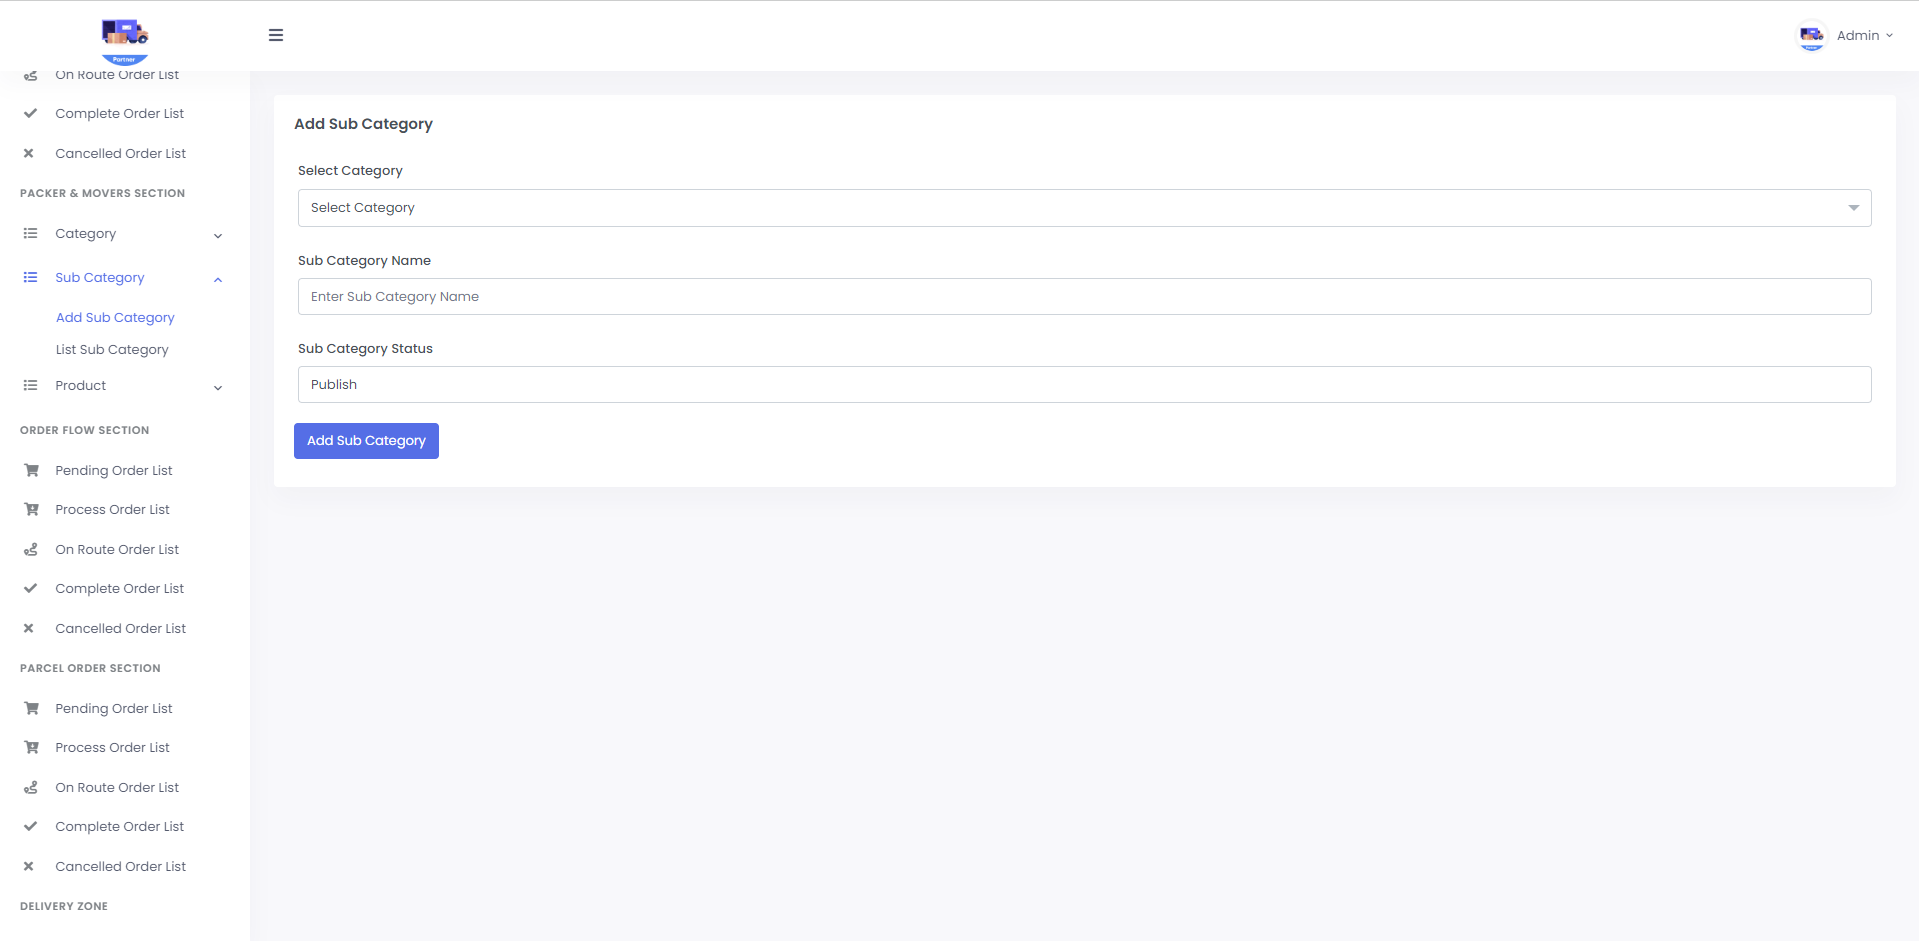 Partner
Admin
On Route Order List
Complete Order List
Cancelled Order List
PACKER & MOVERS SECTION
Category
Sub Category
Add Sub Category
List Sub Category
Product
ORDER FLOW SECTION
Pending Order List
Process Order List
On Route Order List
Complete Order List
Cancelled Order List
PARCEL ORDER SECTION
Pending Order List
Process Order List
On Route Order List
Complete Order List
Cancelled Order List
DELIVERY ZONE
Add Sub Category
Select Category
Select Category
Sub Category Name
Enter Sub Category Name
Sub Category Status
Publish
Add Sub Category